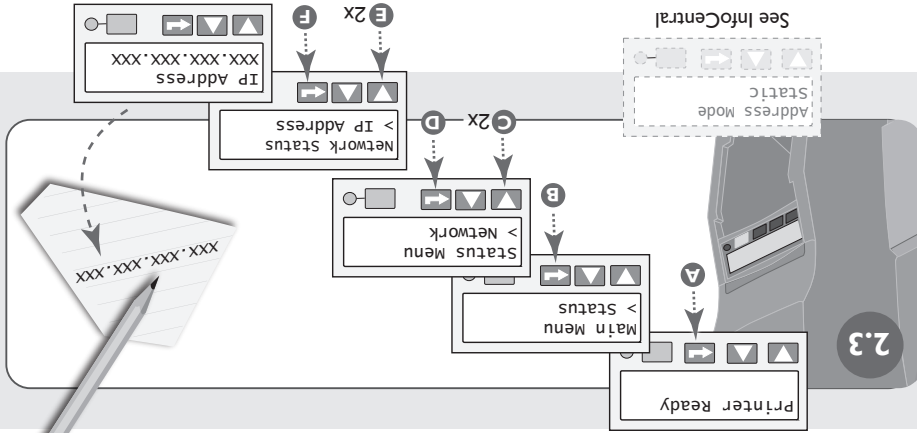 2.3
Printer Ready
A
Main Menu
> Status
B
Status Menu
> Network
C 2x
D
Network Status
> IP Address
E 2x
F
IP Address
xxx.xxx.xxx.xxx
xxx.xxx.xxx.xxx
Address Mode
Static
See InfoCentral